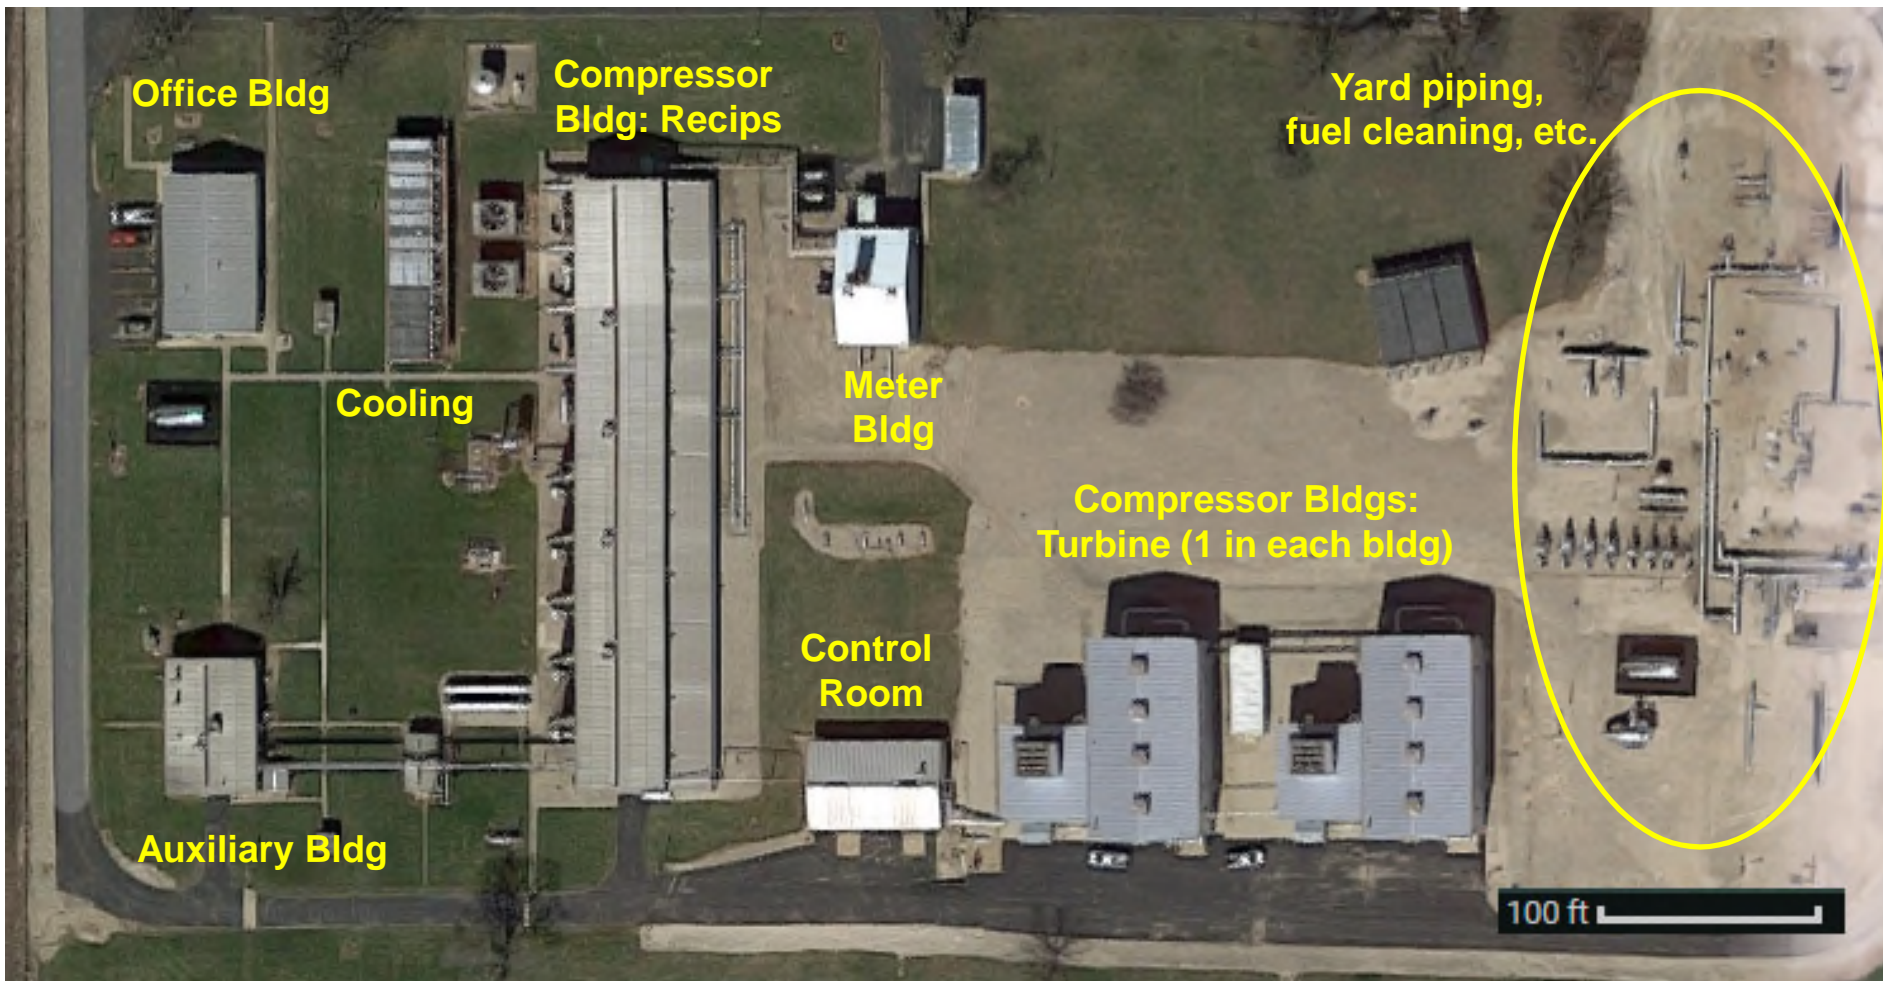 Office Bldg
Compressor
Bldg: Recips
Yard piping,
fuel cleaning, etc.
Cooling
Meter
Bldg
Compressor Bldgs:
Turbine (1 in each bldg)
Control
Room
Auxiliary Bldg
100 ft